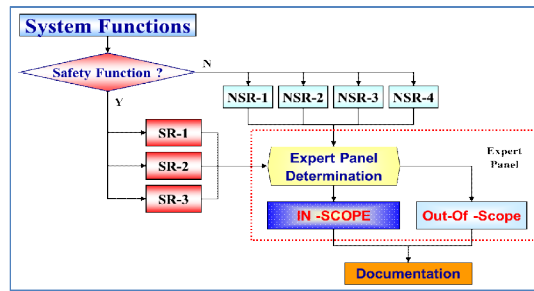 System Functions
Safety Function ?
N
Y
NSR-1 NSR-2 NSR-3 NSR-4
SR-1
SR-2
SR-3
Expert Panel
Determination
Expert
Panel
IN -SCOPE
Out-Of -Scope
Documentation